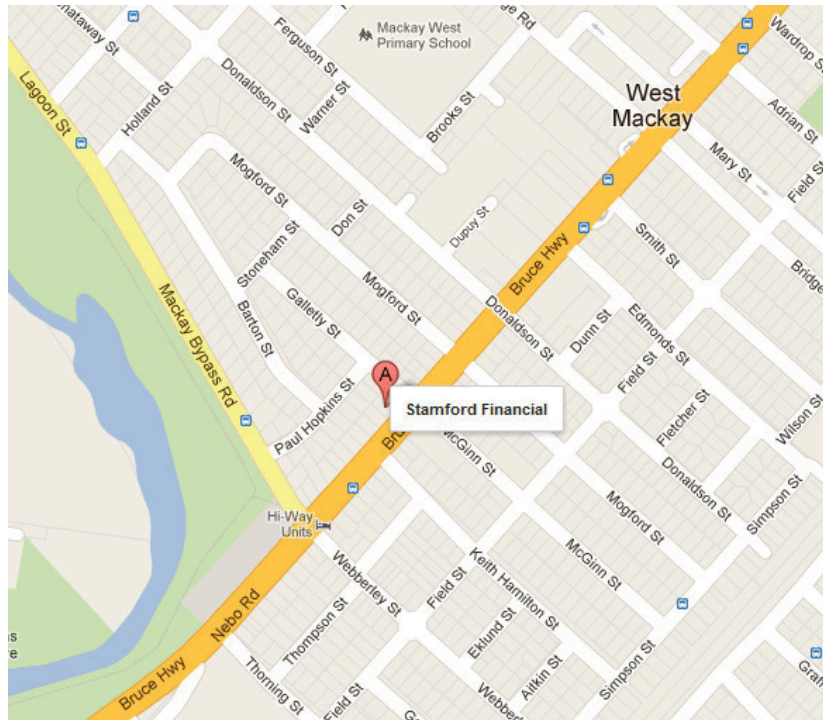 Mackay West
Primary School
Ferguson St
Wardrop St
Lagoon St
Holland St
Donaldson St
Warner St
Brooks St
West
Mackay
Adrian St
Mary St
Field St
Mogford St
Don St
Dupuy St
Stoneham St
Bruce Hwy
Smith St
Mackay Bypass Rd
Galletly St
Mogford St
Barton St
Donaldson St
Dunn St
Edmonds St
A
Stamford Financial
Field St
Fletcher St
Wilson St
Paul Hopkins St
McGinn St
Donaldson St
Simpson St
Mogford St
Hi-Way
Units
McGinn St
Nebo Rd
Webberley St
Field St
Keith Hamilton St
Thompson St
Eklund St
Simpson St
Bruce Hwy
Thorning St
Field St
Aitkin St